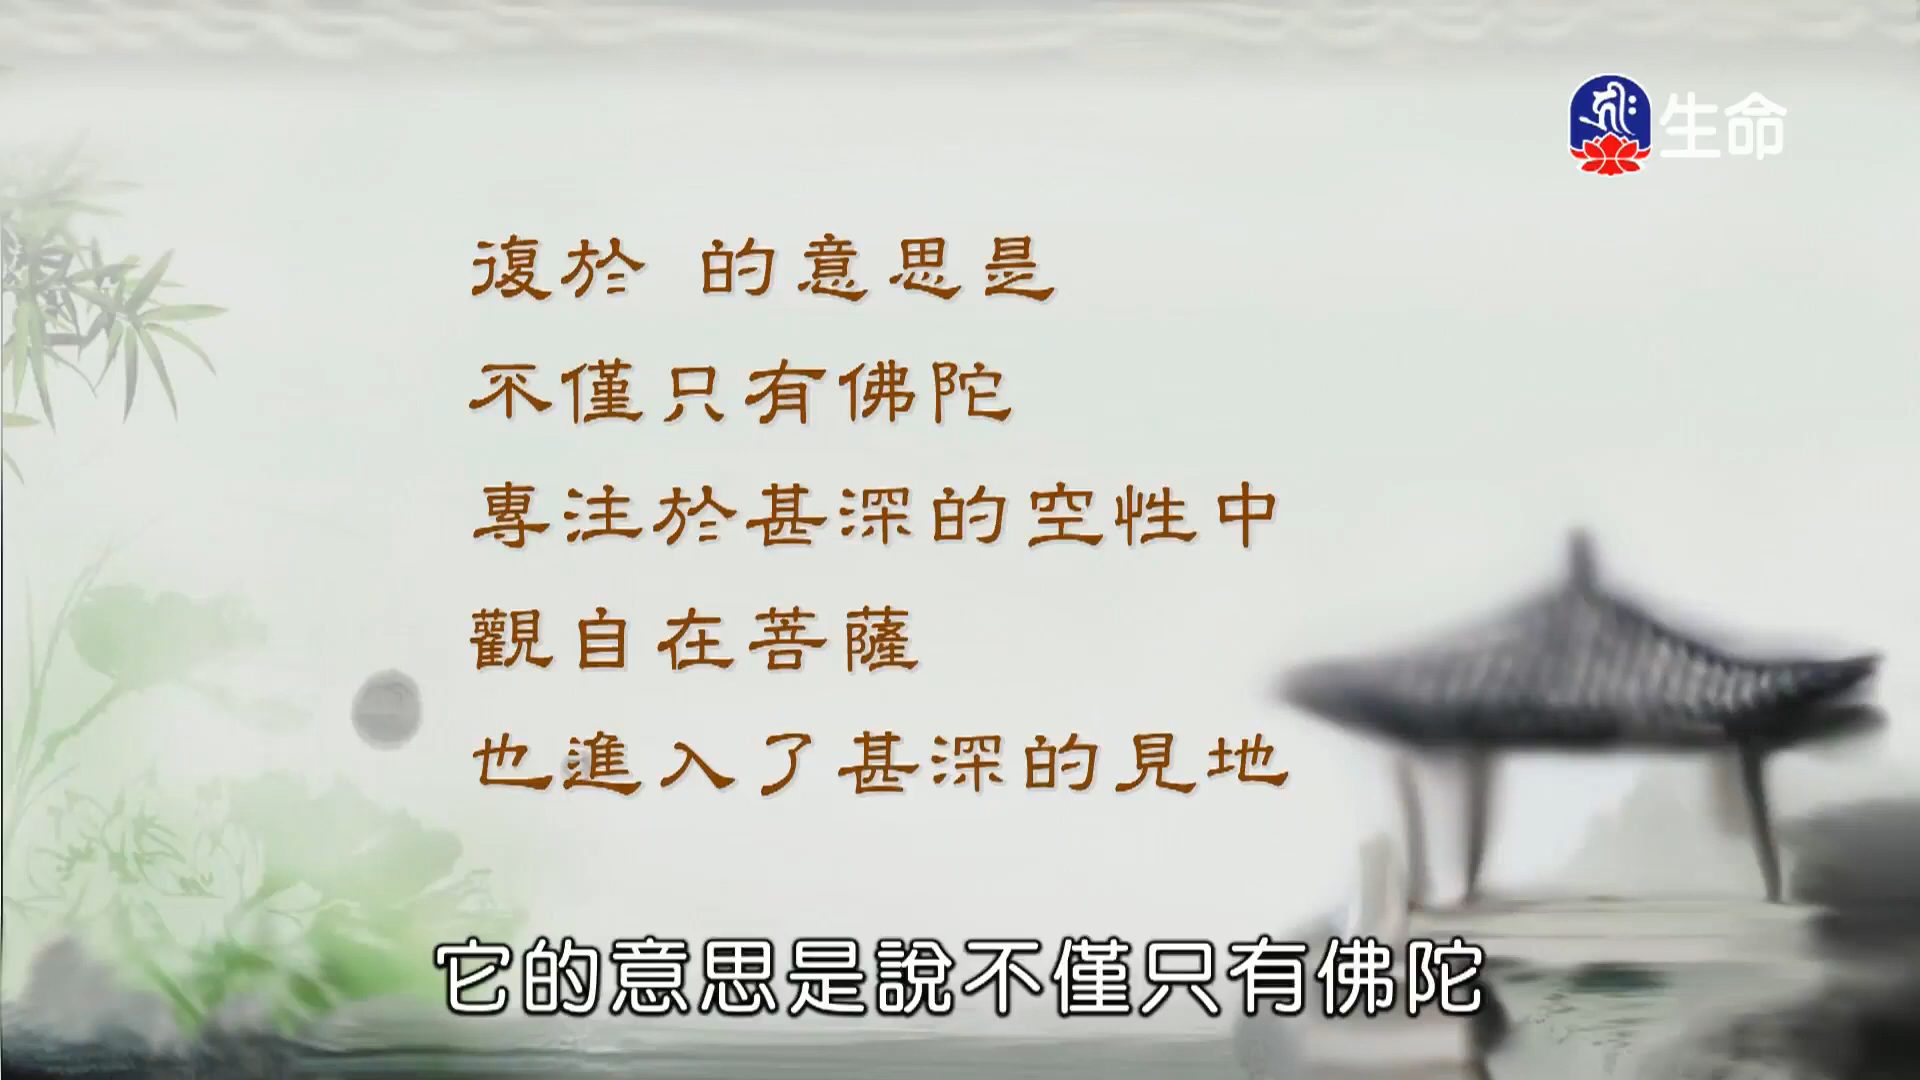 生命
復於 的意思是
不僅只有佛陀
專注於甚深的空性中
觀自在菩薩
也進入了甚深的見地
它的意思是說不僅只有佛陀